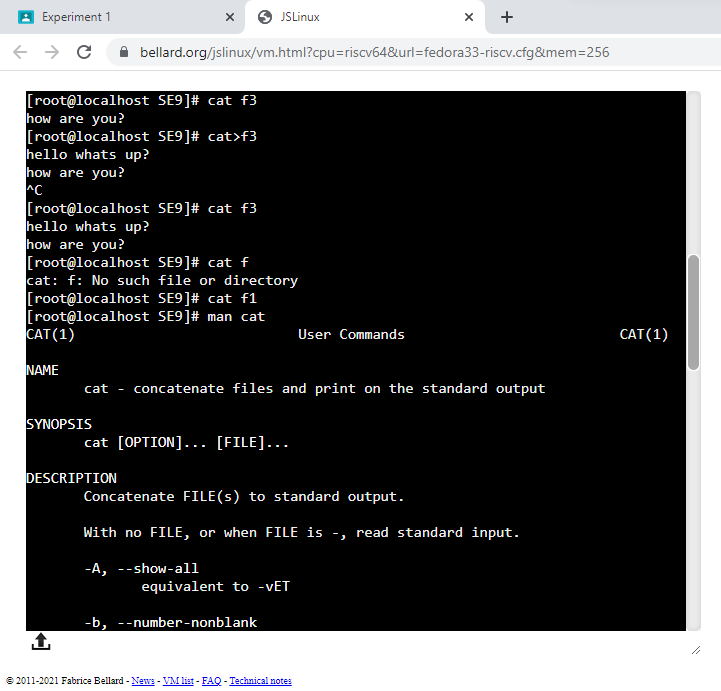 Experiment 1
JSLinux
bellard.org/jslinux/vm.html?cpu=riscv64&url=fedora33-riscv.cfg&mem=256
[root@localhost SE9]# cat f3
how are you?
[root@localhost SE9]# cat>f3
hello whats up?
how are you?
^C
[root@localhost SE9]# cat f3
hello whats up?
how are you?
[root@localhost SE9]# cat f
cat: f: No such file or directory
[root@localhost SE9]# cat f1
[root@localhost SE9]# man cat
CAT(1) User Commands CAT(1)
NAME
cat - concatenate files and print on the standard output
SYNOPSIS
cat [OPTION]... [FILE]...
DESCRIPTION
Concatenate FILE(s) to standard output.
With no FILE, or when FILE is -, read standard input.
-A, --show-all
equivalent to -vET
-b, --number-nonblank
© 2011-2021 Fabrice Bellard - News - VM list - FAQ - Technical notes